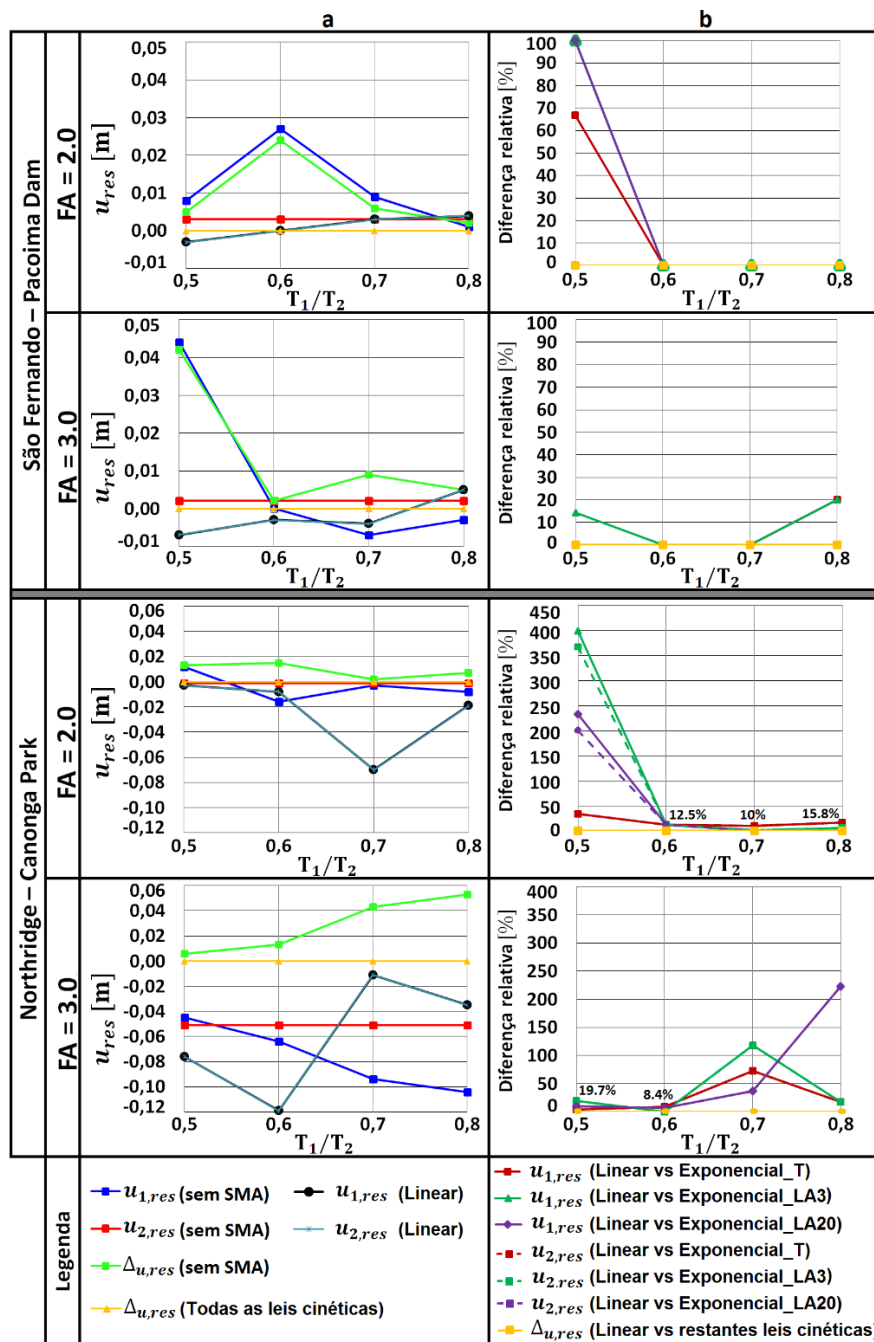 a
b
São Fernando – Pacoima Dam
FA = 2.0
u_res [m]
0,05
0,04
0,03
0,02
0,01
0,00
-0,01
0,5
0,6
0,7
0,8
T₁/T₂
Diferença relativa [%]
100
90
80
70
60
50
40
30
20
10
0
0,5
0,6
0,7
0,8
T₁/T₂
FA = 3.0
u_res [m]
0,05
0,04
0,03
0,02
0,01
0,00
-0,01
0,5
0,6
0,7
0,8
T₁/T₂
Diferença relativa [%]
100
90
80
70
60
50
40
30
20
10
0
0,5
0,6
0,7
0,8
T₁/T₂
Northridge – Canonga Park
FA = 2.0
u_res [m]
0,06
0,04
0,02
0,00
-0,02
-0,04
-0,06
-0,08
-0,10
-0,12
0,5
0,6
0,7
0,8
T₁/T₂
Diferença relativa [%]
450
400
350
300
250
200
150
100
50
0
12.5%
10%
15.8%
0,5
0,6
0,7
0,8
T₁/T₂
FA = 3.0
u_res [m]
0,06
0,04
0,02
0,00
-0,02
-0,04
-0,06
-0,08
-0,10
-0,12
0,5
0,6
0,7
0,8
T₁/T₂
Diferença relativa [%]
400
350
300
250
200
150
100
50
0
19.7%
8.4%
0,5
0,6
0,7
0,8
T₁/T₂
Legenda
u_1,res (sem SMA)
u_1,res (Linear)
u_2,res (sem SMA)
u_2,res (Linear)
Δ_u,res (sem SMA)
Δ_u,res (Todas as leis cinéticas)
u_1,res (Linear vs Exponencial_T)
u_1,res (Linear vs Exponencial_LA3)
u_1,res (Linear vs Exponencial_LA20)
u_2,res (Linear vs Exponencial_T)
u_2.res (Linear vs Exponencial_LA3)
u_2,res (Linear vs Exponencial_LA20)
Δ_u,res (Linear vs restantes leis cinéticas)